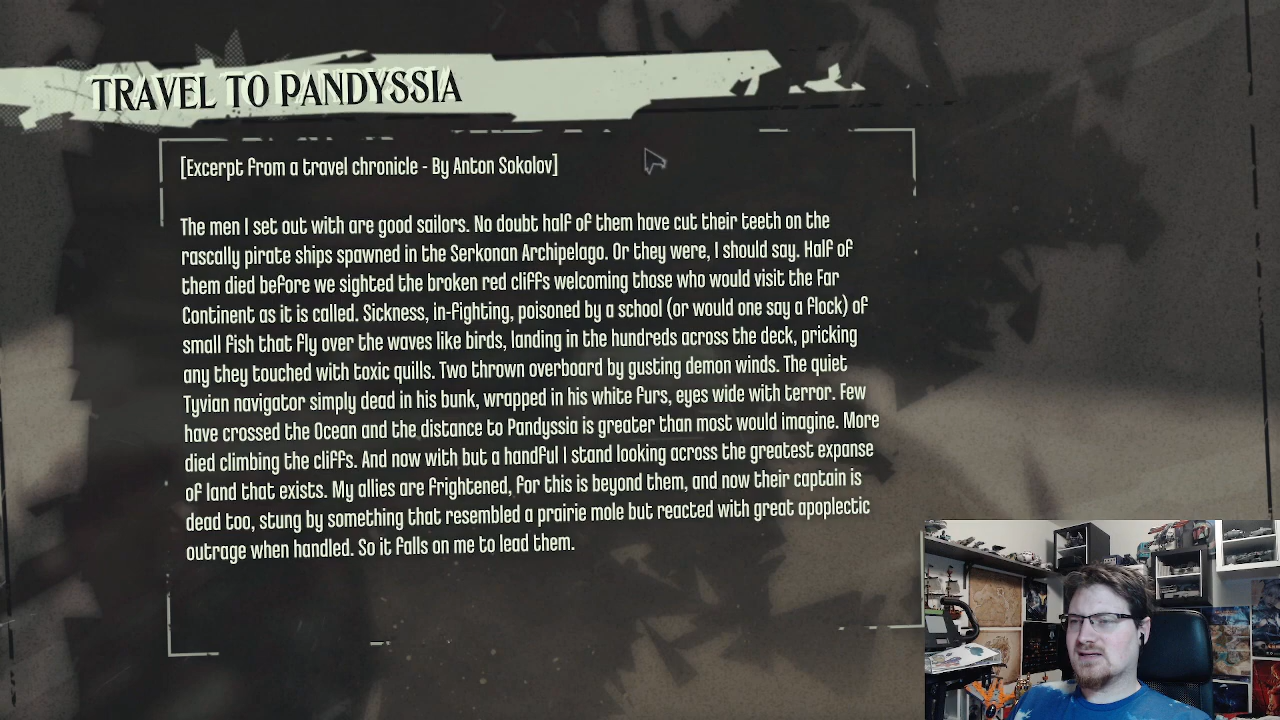 TRAVEL TO PANDYSSIA
[Excerpt from a travel chronicle - By Anton Sokolov]
The men I set out with are good sailors. No doubt half of them have cut their teeth on the
rascally pirate ships spawned in the Serkonan Archipelago. Or they were, I should say. Half of
them died before we sighted the broken red cliffs welcoming those who would visit the Far
Continent as it is called. Sickness, in-fighting, poisoned by a school (or would one say a flock) of
small fish that fly over the waves like birds, landing in the hundreds across the deck, pricking
any they touched with toxic quills. Two thrown overboard by gusting demon winds. The quiet
Tyvian navigator simply dead in his bunk, wrapped in his white furs, eyes wide with terror. Few
have crossed the Ocean and the distance to Pandyssia is greater than most would imagine. More
died climbing the cliffs. And now with but a handful I stand looking across the greatest expanse
of land that exists. My allies are frightened, for this is beyond them, and now their captain is
dead too, stung by something that resembled a prairie mole but reacted with great apoplectic
outrage when handled. So it falls on me to lead them.